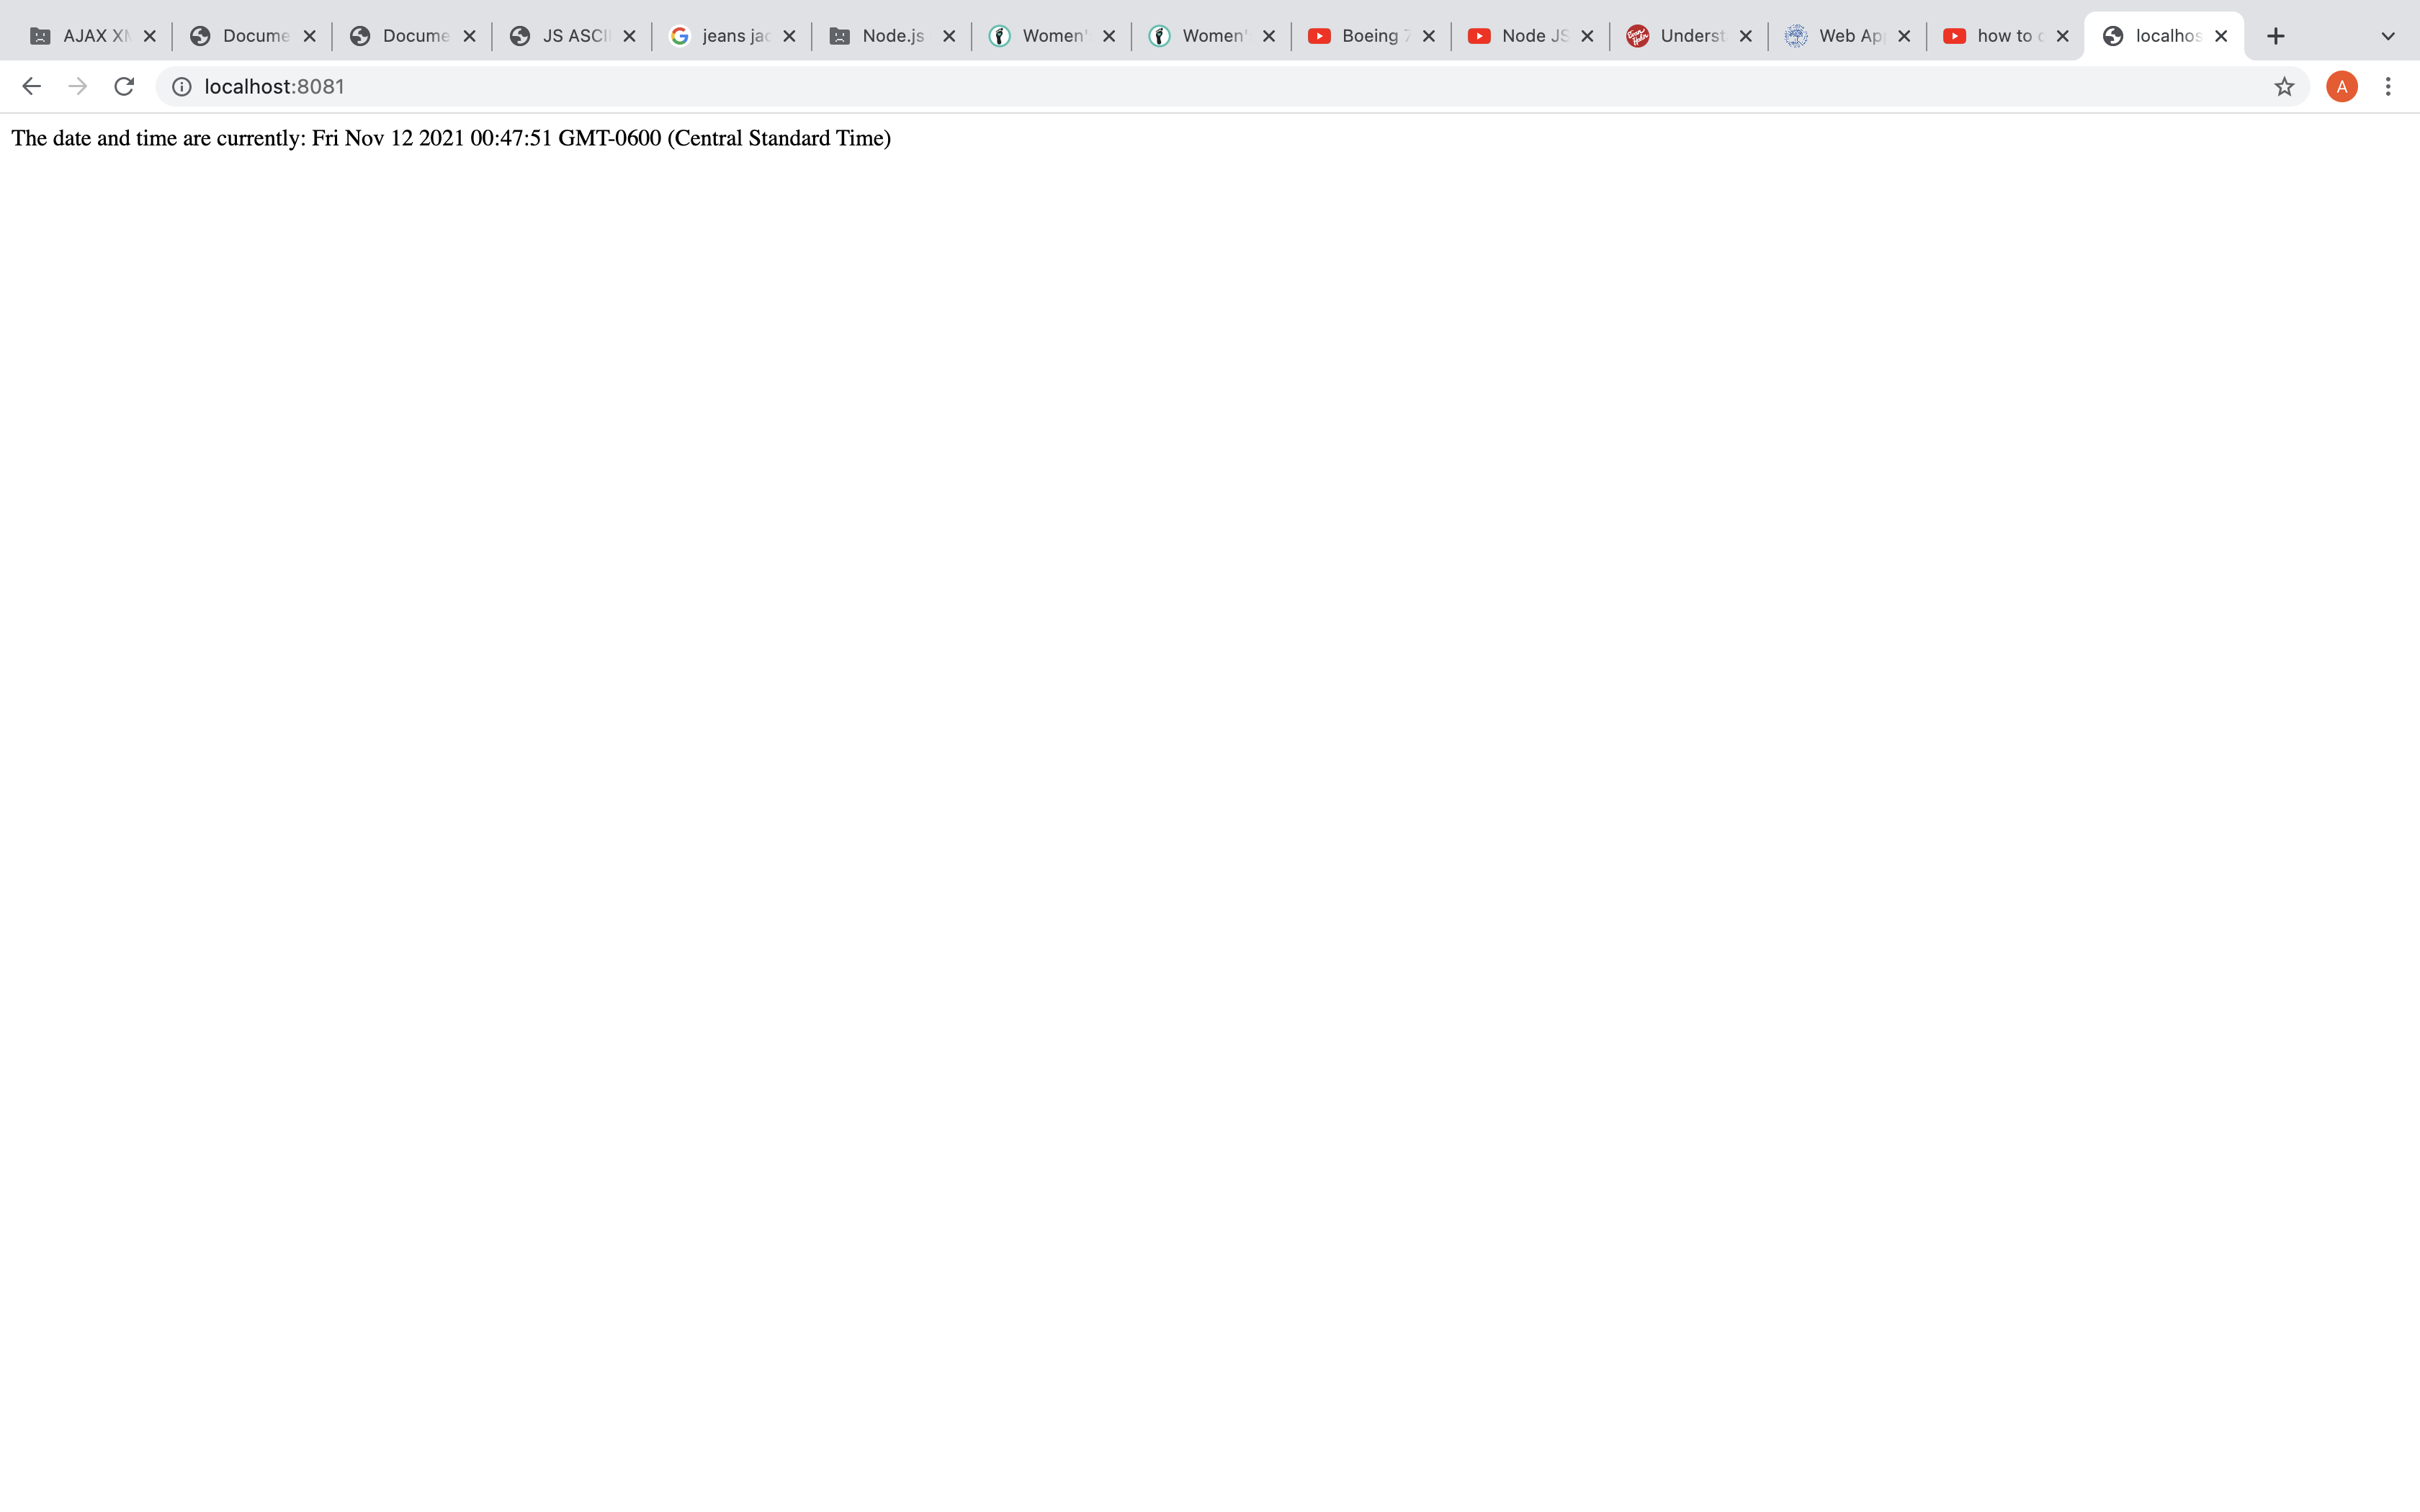 AJAX XM
Docume
Docume
JS ASCII
jeans jac
Node.js
Women'
Women'
Boeing 7
Node JS
Underst
Web Ap
how to c
localhos
localhost:8081
A
The date and time are currently: Fri Nov 12 2021 00:47:51 GMT-0600 (Central Standard Time)